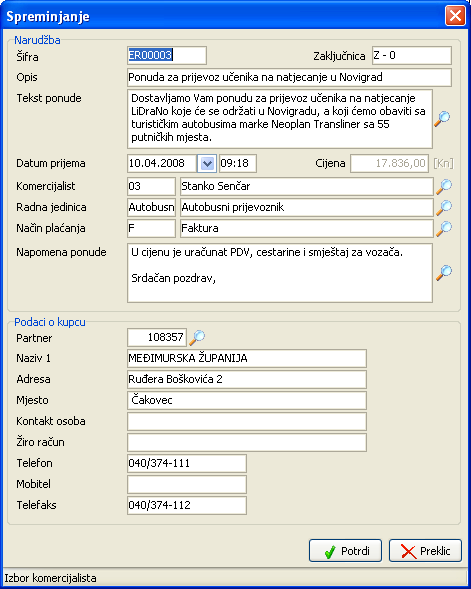 Spreminjanje
Narudžba
Šifra ER00003 Zaključnica Z - 0
Opis Ponuda za prijevoz učenika na natjecanje u Novigrad
Tekst ponude Dostavljamo Vam ponudu za prijevoz učenika na natjecanje
LiDraNo koje će se održati u Novigradu, a koji ćemo obaviti sa
turističkim autobusima marke Neoplan Transliner sa 55
putničkih mjesta.
Datum prijema 10.04.2008 09:18 Cijena 17.836,00 [Kn]
Komercijalist 03 Stanko Senčar
Radna jedinica Autobusn Autobusni prijevoznik
Način plaćanja F Faktura
Napomena ponude U cijenu je uračunat PDV, cestarine i smještaj za vozača.
Srdačan pozdrav,
Podaci o kupcu
Partner 108357
Naziv 1 MEĐIMURSKA ŽUPANIJA
Adresa Ruđera Boškovića 2
Mjesto Čakovec
Kontakt osoba
Žiro račun
Telefon 040/374-111
Mobitel
Telefaks 040/374-112
Potrdi Preklic
Izbor komercijalista